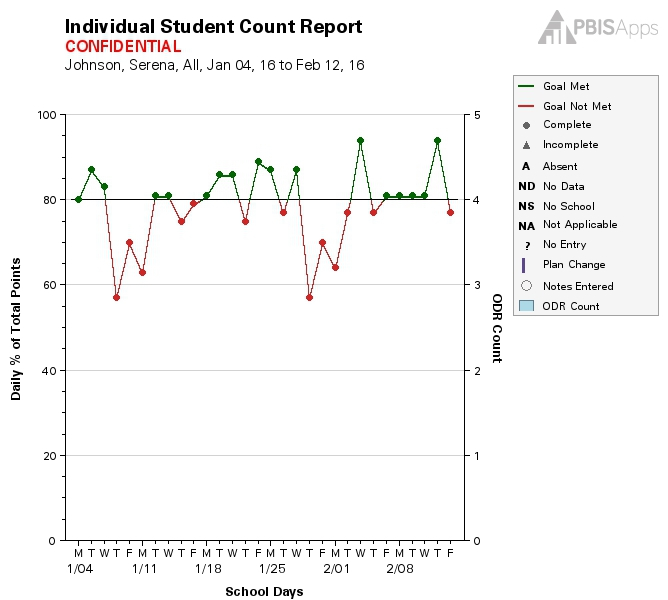 Individual Student Count Report
CONFIDENTIAL
Johnson, Serena, All, Jan 04, 16 to Feb 12, 16
PBISApps
Goal Met
Goal Not Met
Complete
Incomplete
A Absent
ND No Data
NS No School
NA Not Applicable
? No Entry
Plan Change
Notes Entered
ODR Count
Daily % of Total Points
100
80
60
40
20
0
5
4
3
2
1
0
ODR Count
M T W T F M T W T F M T W T F M T W T F M T W T F M T W T F
1/04 1/11 1/18 1/25 2/01 2/08
School Days